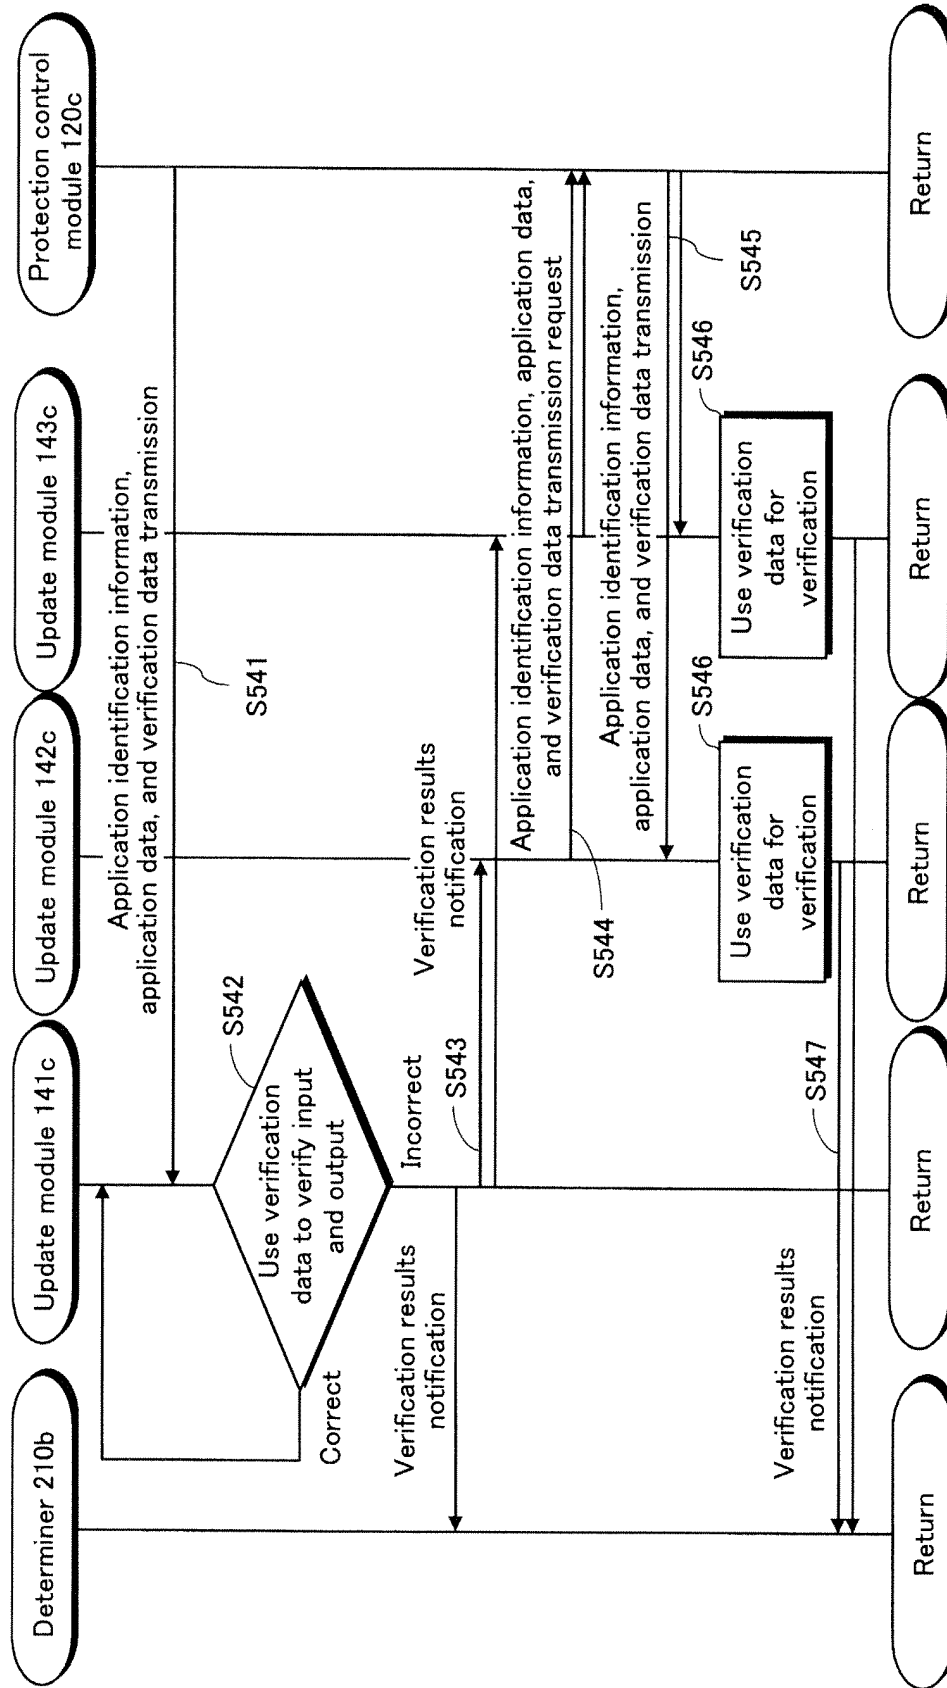 Determiner 210b
Update module 141c
Update module 142c
Update module 143c
Protection control
module 120c
Application identification information,
application data, and verification data transmission
S541
S542
Use verification
data to verify input
and output
Correct
Incorrect
Verification results
notification
S543
Verification results
notification
Application identification information, application data,
and verification data transmission request
S544
Application identification information,
application data, and verification data transmission
S545
S546
Use verification
data for
verification
S546
Use verification
data for
verification
Verification results
notification
S547
Return
Return
Return
Return
Return